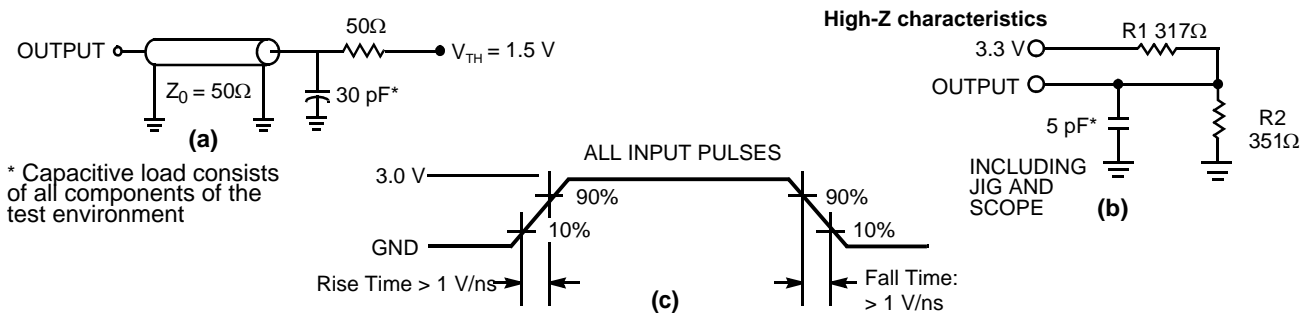 50Ω
OUTPUT
V_TH = 1.5 V
Z_0 = 50Ω
30 pF*
(a)
* Capacitive load consists
of all components of the
test environment
High-Z characteristics
R1 317Ω
3.3 V
OUTPUT
5 pF*
R2
351Ω
INCLUDING
JIG AND
SCOPE
(b)
ALL INPUT PULSES
3.0 V
90%
10%
GND
90%
10%
Rise Time > 1 V/ns
Fall Time:
> 1 V/ns
(c)